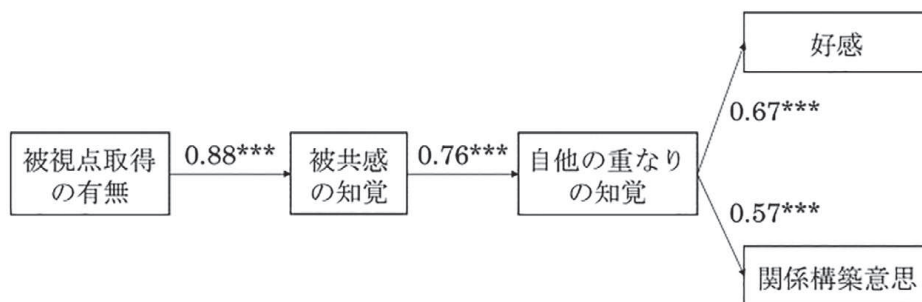 好感
0.67***
被視点取得
の有無
0.88***
被共感
の知覚
0.76***
自他の重なり
の知覚
0.57***
関係構築意思